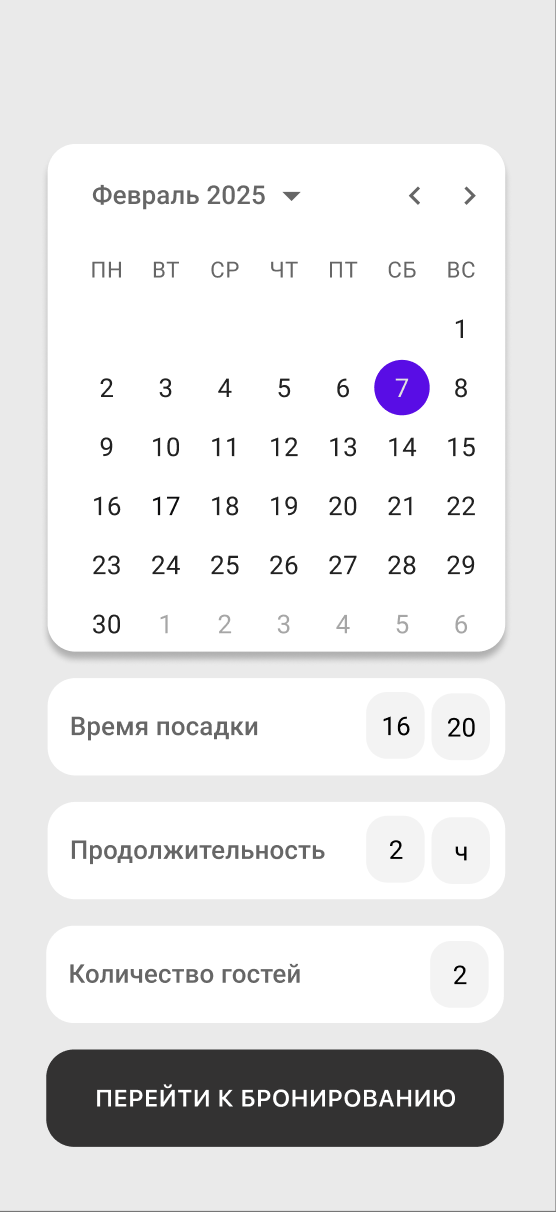 Февраль 2025
ПН ВТ СР ЧТ ПТ СБ ВС
1
2 3 4 5 6 7 8
9 10 11 12 13 14 15
16 17 18 19 20 21 22
23 24 25 26 27 28 29
30 1 2 3 4 5 6
Время посадки 16 20
Продолжительность 2 ч
Количество гостей 2
ПЕРЕЙТИ К БРОНИРОВАНИЮ